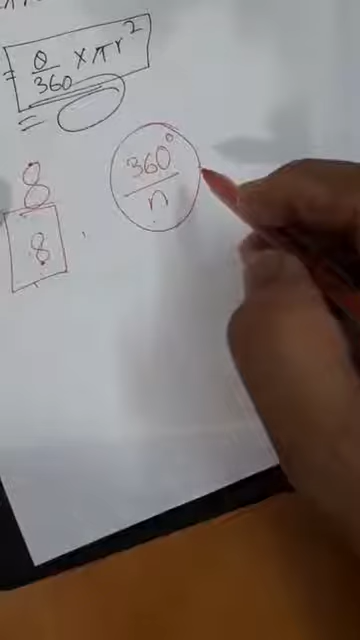 = θ/360 × πr²
=
8
8
360°/n